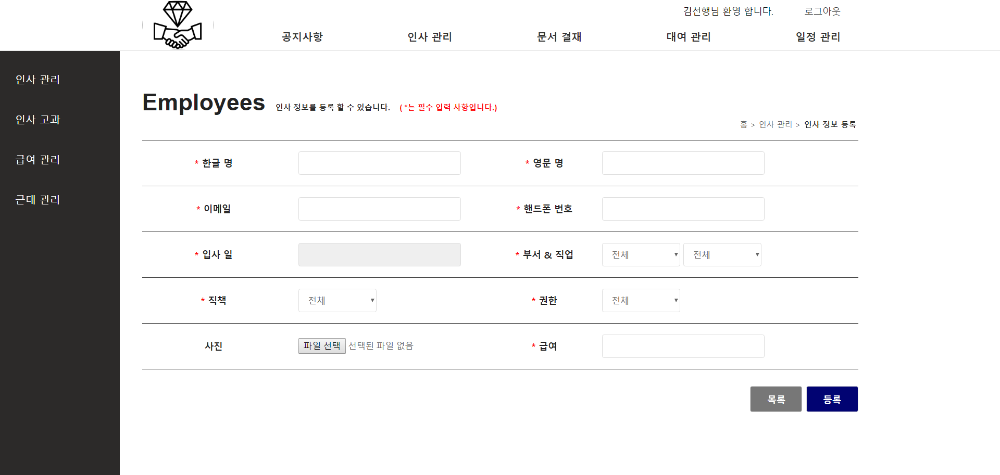 김선행님 환영 합니다. 로그아웃
공지사항 인사 관리 문서 결재 대여 관리 일정 관리
인사 관리
인사 고과
급여 관리
근태 관리
Employees 인사 정보를 등록 할 수 있습니다. ( *는 필수 입력 사항입니다.)
홈 > 인사 관리 > 인사 정보 등록
* 한글 명 * 영문 명
* 이메일 * 핸드폰 번호
* 입사 일 * 부서 & 직업 전체 전체
* 직책 전체 * 권한 전체
사진 파일 선택 선택된 파일 없음 * 급여
목록 등록